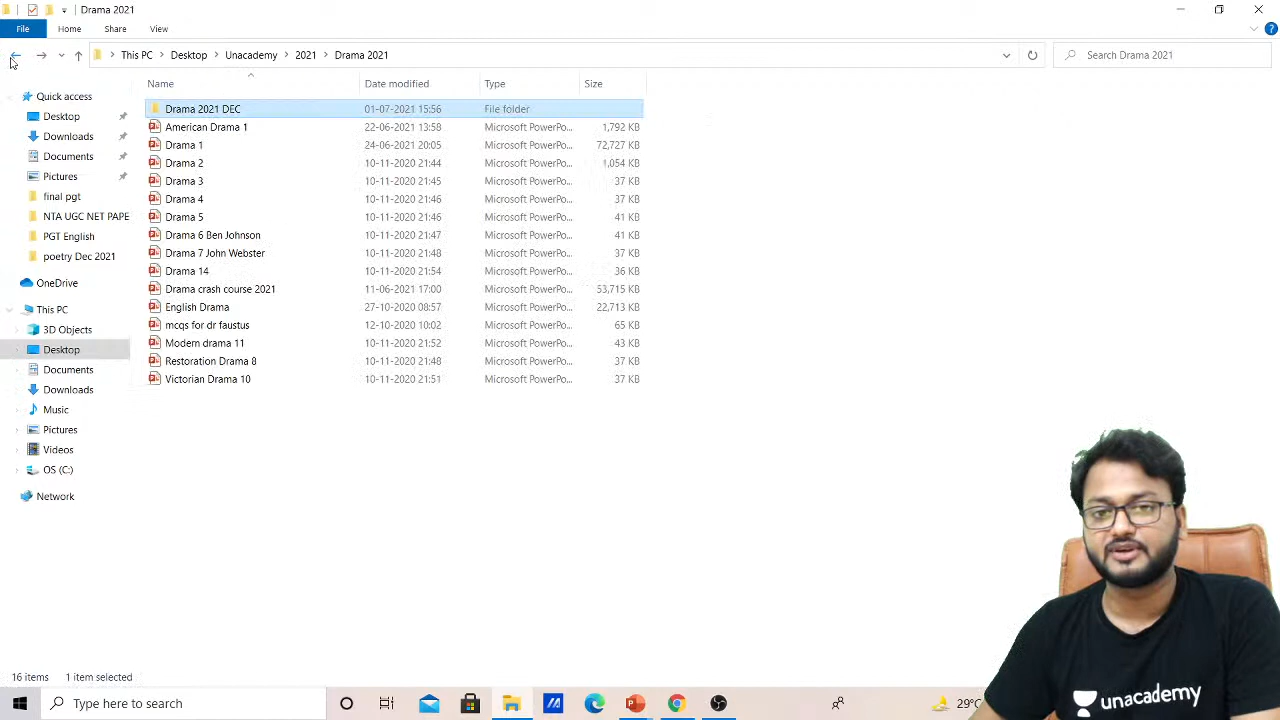 Drama 2021
File Home Share View
This PC Desktop Unacademy 2021 Drama 2021 Search Drama 2021
Name Date modified Type Size
Quick access
Desktop
Downloads
Documents
Pictures
final pgt
NTA UGC NET PAPE
PGT English
poetry Dec 2021
OneDrive
This PC
3D Objects
Desktop
Documents
Downloads
Music
Pictures
Videos
OS (C:)
Network
Drama 2021 DEC 01-07-2021 15:56 File folder
American Drama 1 22-06-2021 13:58 Microsoft PowerPo... 1,792 KB
Drama 1 24-06-2021 20:05 Microsoft PowerPo... 72,727 KB
Drama 2 10-11-2020 21:44 Microsoft PowerPo... 1,054 KB
Drama 3 10-11-2020 21:45 Microsoft PowerPo... 37 KB
Drama 4 10-11-2020 21:46 Microsoft PowerPo... 37 KB
Drama 5 10-11-2020 21:46 Microsoft PowerPo... 41 KB
Drama 6 Ben Johnson 10-11-2020 21:47 Microsoft PowerPo... 41 KB
Drama 7 John Webster 10-11-2020 21:48 Microsoft PowerPo... 37 KB
Drama 14 10-11-2020 21:54 Microsoft PowerPo... 36 KB
Drama crash course 2021 11-06-2021 17:00 Microsoft PowerPo... 53,715 KB
English Drama 27-10-2020 08:57 Microsoft PowerPo... 22,713 KB
mcqs for dr faustus 12-10-2020 10:02 Microsoft PowerPo... 65 KB
Modern drama 11 10-11-2020 21:52 Microsoft PowerPo... 43 KB
Restoration Drama 8 10-11-2020 21:48 Microsoft PowerPo... 37 KB
Victorian Drama 10 10-11-2020 21:51 Microsoft PowerPo... 37 KB
16 items 1 item selected
Type here to search
29°C
unacademy